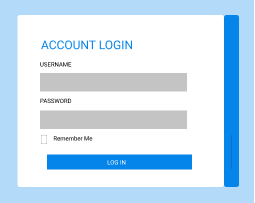 ACCOUNT LOGIN
USERNAME
PASSWORD
Remember Me
LOG IN